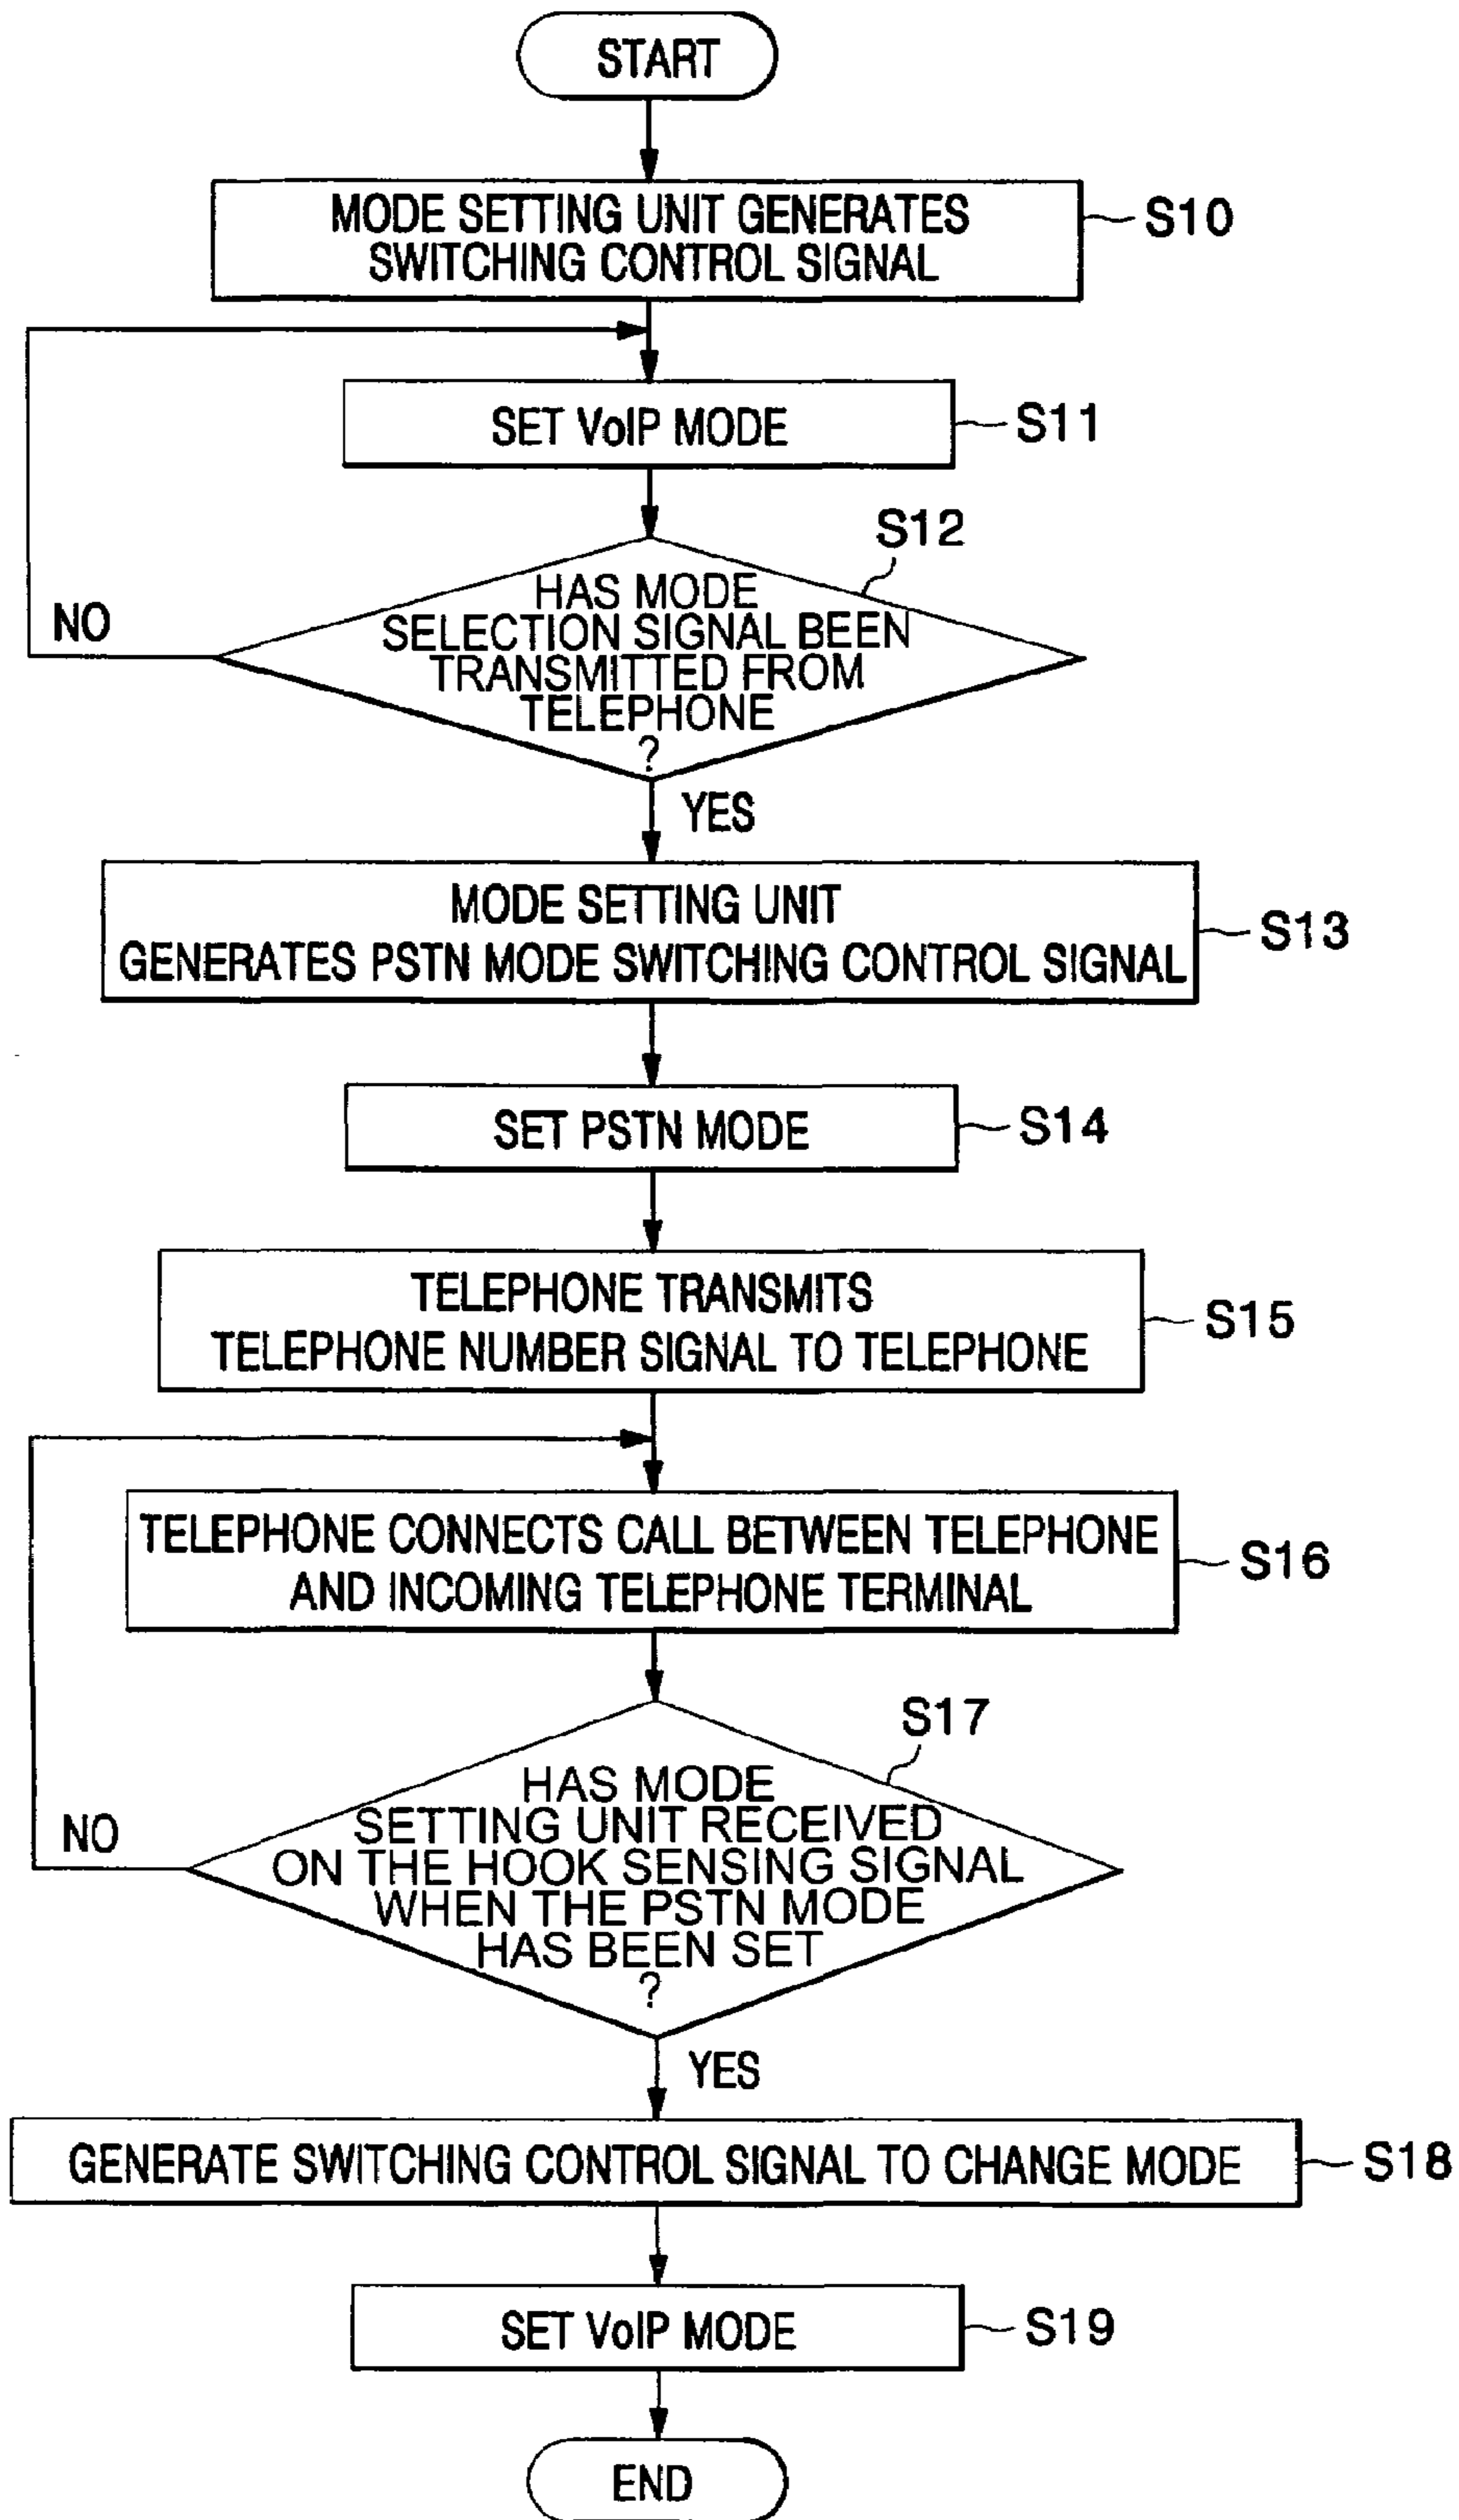 START
MODE SETTING UNIT GENERATES
SWITCHING CONTROL SIGNAL
S10
SET VoIP MODE
S11
S12
HAS MODE
SELECTION SIGNAL BEEN
TRANSMITTED FROM
TELEPHONE
?
NO
YES
MODE SETTING UNIT
GENERATES PSTN MODE SWITCHING CONTROL SIGNAL
S13
SET PSTN MODE
S14
TELEPHONE TRANSMITS
TELEPHONE NUMBER SIGNAL TO TELEPHONE
S15
TELEPHONE CONNECTS CALL BETWEEN TELEPHONE
AND INCOMING TELEPHONE TERMINAL
S16
S17
HAS MODE
SETTING UNIT RECEIVED
ON THE HOOK SENSING SIGNAL
WHEN THE PSTN MODE
HAS BEEN SET
?
NO
YES
GENERATE SWITCHING CONTROL SIGNAL TO CHANGE MODE
S18
SET VoIP MODE
S19
END